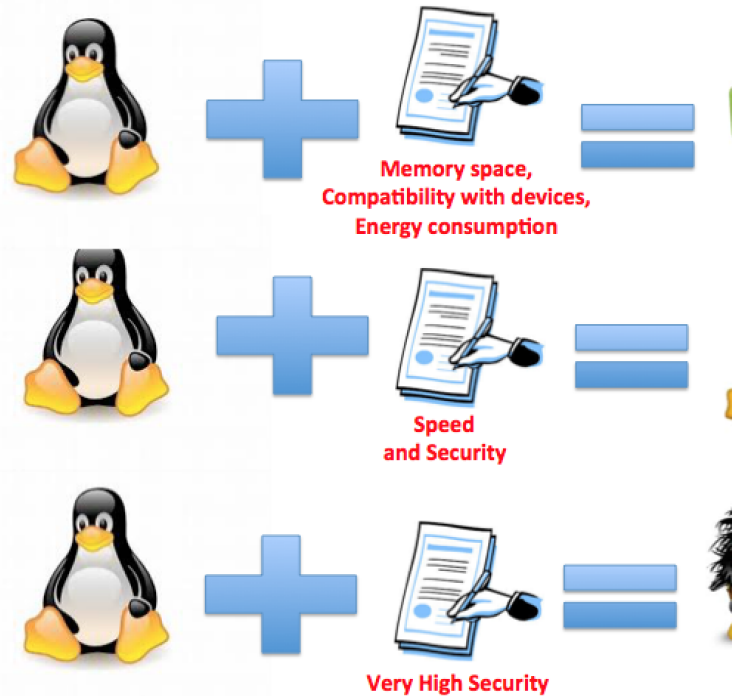 Memory space,
Compatibility with devices,
Energy consumption
Speed
and Security
Very High Security